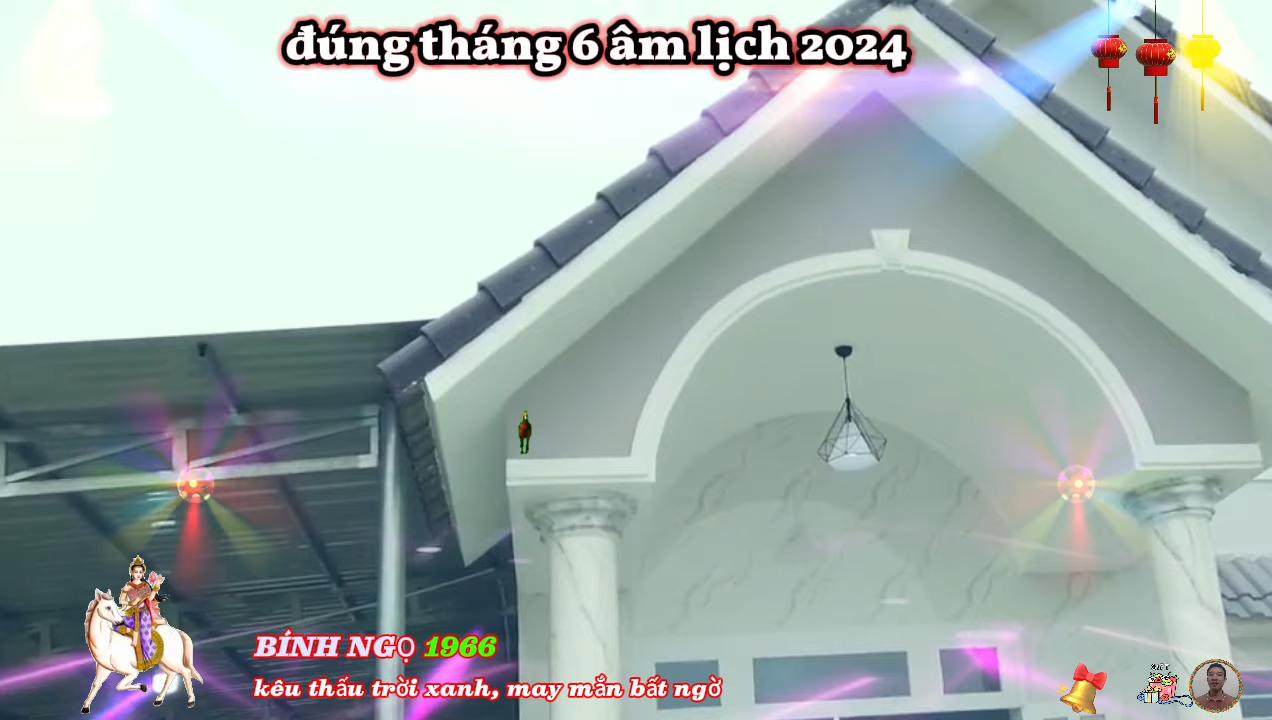 đúng tháng 6 âm lịch 2024
BÍNH NGỌ 1966
kêu thấu trời xanh, may mắn bất ngờ